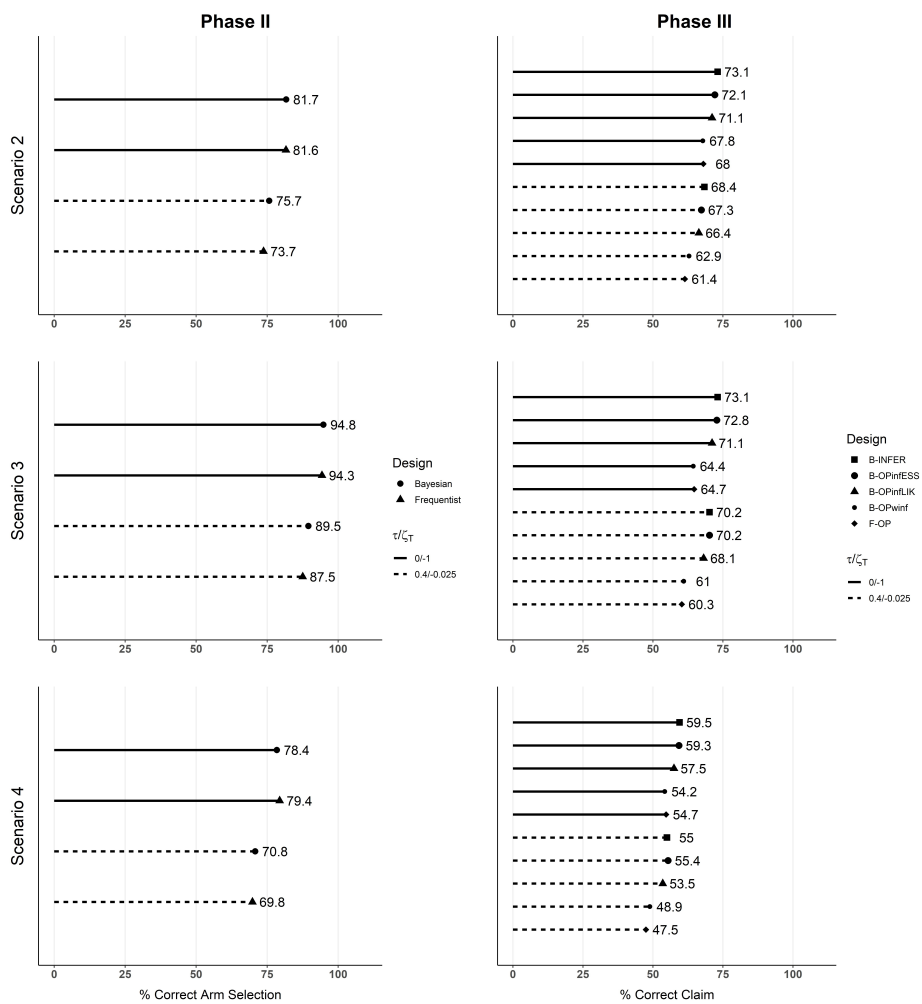 Phase II
Phase III
Scenario 2
81.7
81.6
75.7
73.7
0 25 50 75 100
73.1
72.1
71.1
67.8
68
68.4
67.3
66.4
62.9
61.4
0 25 50 75 100
Scenario 3
94.8
94.3
89.5
87.5
0 25 50 75 100
Design
Bayesian
Frequentist
τ/ζT
0/-1
0.4/-0.025
73.1
72.8
71.1
64.4
64.7
70.2
70.2
68.1
61
60.3
0 25 50 75 100
Design
B-INFER
B-OPinfESS
B-OPinfLIK
B-OPwinf
F-OP
τ/ζT
0/-1
0.4/-0.025
Scenario 4
78.4
79.4
70.8
69.8
0 25 50 75 100
% Correct Arm Selection
59.5
59.3
57.5
54.2
54.7
55
55.4
53.5
48.9
47.5
0 25 50 75 100
% Correct Claim